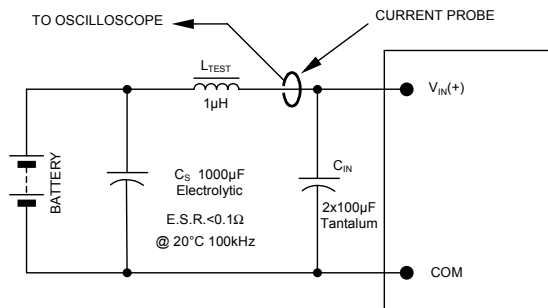 TO OSCILLOSCOPE
CURRENT PROBE
LTEST
1μH
VIN(+)
BATTERY
CS 1000μF
Electrolytic
E.S.R.<0.1Ω
@ 20°C 100kHz
CIN
2x100μF
Tantalum
COM